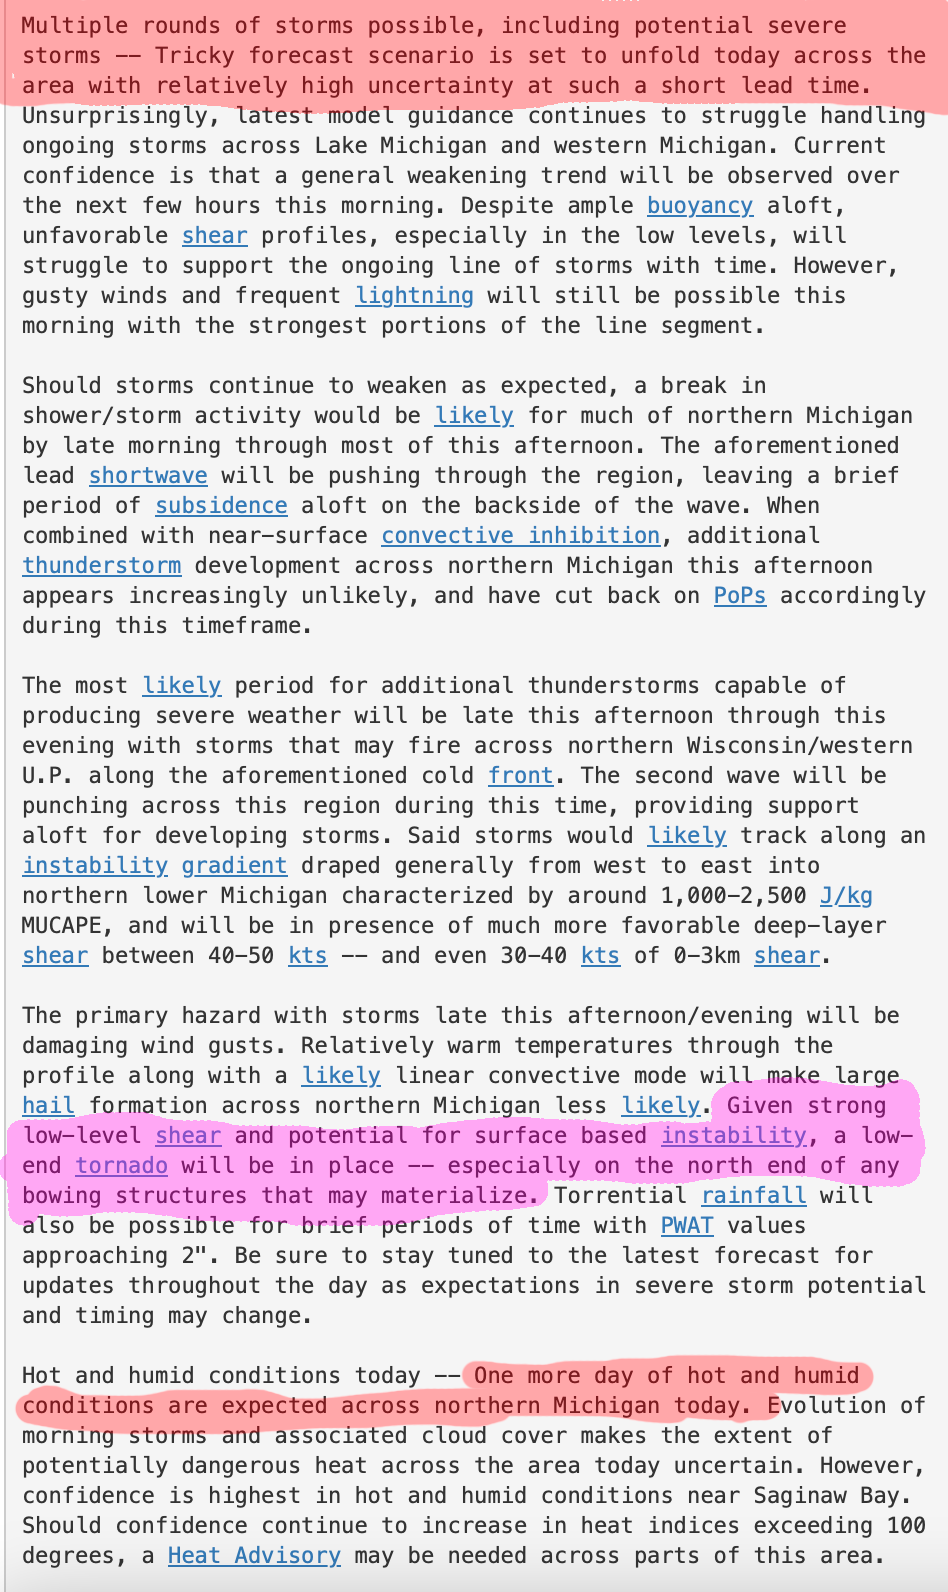 Multiple rounds of storms possible, including potential severe
storms -- Tricky forecast scenario is set to unfold today across the
area with relatively high uncertainty at such a short lead time.
Unsurprisingly, latest model guidance continues to struggle handling
ongoing storms across Lake Michigan and western Michigan. Current
confidence is that a general weakening trend will be observed over
the next few hours this morning. Despite ample buoyancy aloft,
unfavorable shear profiles, especially in the low levels, will
struggle to support the ongoing line of storms with time. However,
gusty winds and frequent lightning will still be possible this
morning with the strongest portions of the line segment.
Should storms continue to weaken as expected, a break in
shower/storm activity would be likely for much of northern Michigan
by late morning through most of this afternoon. The aforementioned
lead shortwave will be pushing through the region, leaving a brief
period of subsidence aloft on the backside of the wave. When
combined with near-surface convective inhibition, additional
thunderstorm development across northern Michigan this afternoon
appears increasingly unlikely, and have cut back on PoPs accordingly
during this timeframe.
The most likely period for additional thunderstorms capable of
producing severe weather will be late this afternoon through this
evening with storms that may fire across northern Wisconsin/western
U.P. along the aforementioned cold front. The second wave will be
punching across this region during this time, providing support
aloft for developing storms. Said storms would likely track along an
instability gradient draped generally from west to east into
northern lower Michigan characterized by around 1,000-2,500 J/kg
MUCAPE, and will be in presence of much more favorable deep-layer
shear between 40-50 kts -- and even 30-40 kts of 0-3km shear.
The primary hazard with storms late this afternoon/evening will be
damaging wind gusts. Relatively warm temperatures through the
profile along with a likely linear convective mode will make large
hail formation across northern Michigan less likely. Given strong
low-level shear and potential for surface based instability, a low-
end tornado will be in place -- especially on the north end of any
bowing structures that may materialize. Torrential rainfall will
also be possible for brief periods of time with PWAT values
approaching 2". Be sure to stay tuned to the latest forecast for
updates throughout the day as expectations in severe storm potential
and timing may change.
Hot and humid conditions today -- One more day of hot and humid
conditions are expected across northern Michigan today. Evolution of
morning storms and associated cloud cover makes the extent of
potentially dangerous heat across the area today uncertain. However,
confidence is highest in hot and humid conditions near Saginaw Bay.
Should confidence continue to increase in heat indices exceeding 100
degrees, a Heat Advisory may be needed across parts of this area.